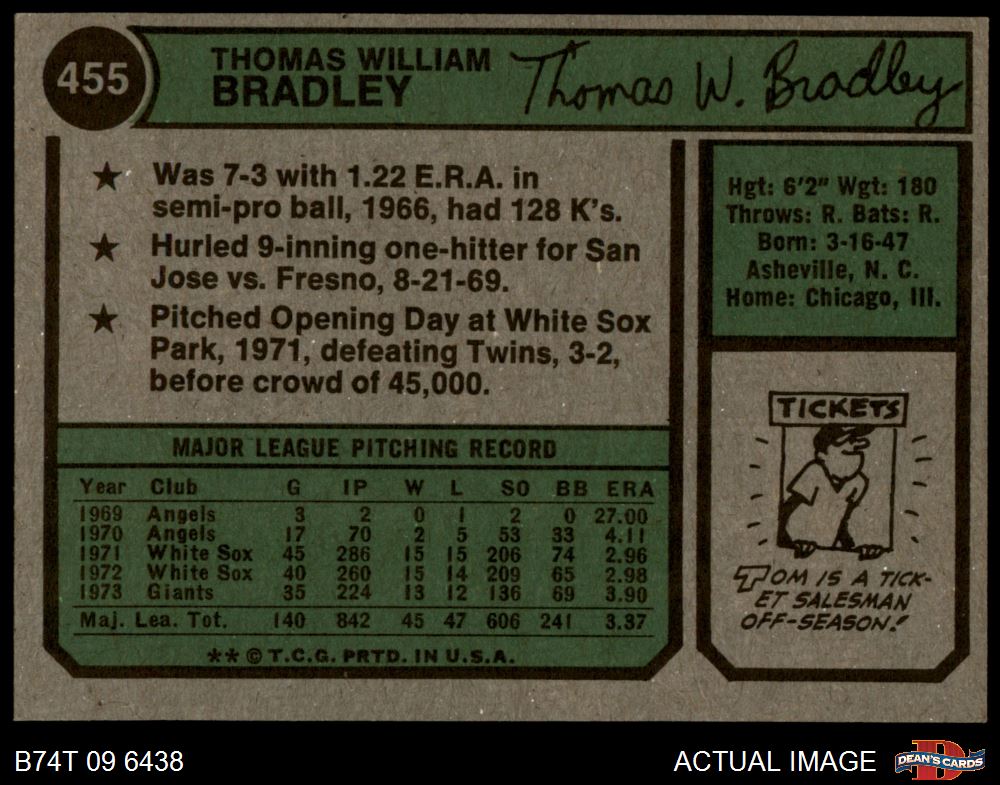 455
THOMAS WILLIAM
BRADLEY
Thomas W. Bradley
★ Was 7-3 with 1.22 E.R.A. in
semi-pro ball, 1966, had 128 K's.
★ Hurled 9-inning one-hitter for San
Jose vs. Fresno, 8-21-69.
★ Pitched Opening Day at White Sox
Park, 1971, defeating Twins, 3-2,
before crowd of 45,000.
MAJOR LEAGUE PITCHING RECORD
Year Club G IP W L SO BB ERA
1969 Angels 3 2 0 1 2 0 27.00
1970 Angels 17 70 2 5 53 33 4.11
1971 White Sox 45 286 15 15 206 74 2.96
1972 White Sox 40 260 15 14 209 65 2.98
1973 Giants 35 224 13 12 136 69 3.90
Maj. Lea. Tot. 140 842 45 47 606 241 3.37
** © T.C.G. PRTD. IN U.S.A.
Hgt: 6'2" Wgt: 180
Throws: R. Bats: R.
Born: 3-16-47
Asheville, N. C.
Home: Chicago, Ill.
TICKETS
TOM IS A TICK-
ET SALESMAN
OFF-SEASON!
B74T 09 6438
ACTUAL IMAGE
DEAN'S CARDS